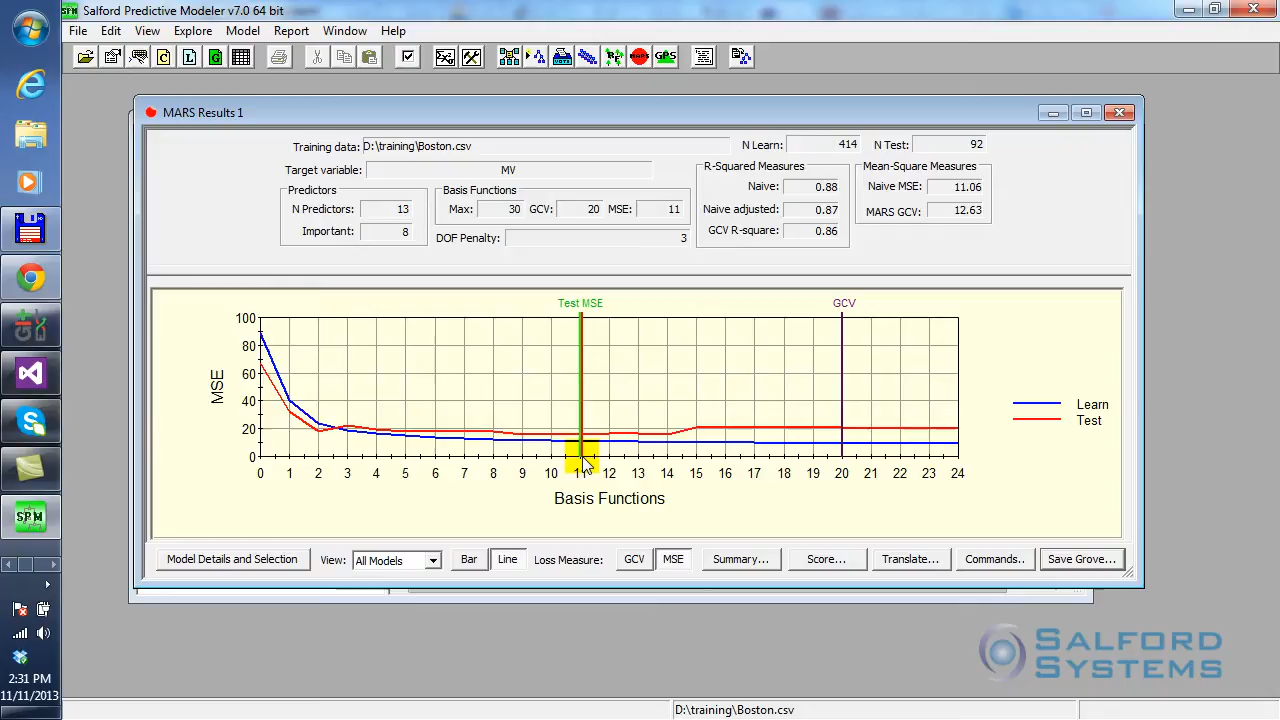 Salford Predictive Modeler v7.0 64 bit
File Edit View Explore Model Report Window Help
MARS Results 1
Training data: D:\training\Boston.csv
N Learn: 414 N Test: 92
Target variable: MV
Predictors
N Predictors: 13
Important: 8
Basis Functions
Max: 30 GCV: 20 MSE: 11
DOF Penalty: 3
R-Squared Measures
Naive: 0.88
Naive adjusted: 0.87
GCV R-square: 0.86
Mean-Square Measures
Naive MSE: 11.06
MARS GCV: 12.63
Test MSE
GCV
100
80
60
40
20
0
MSE
0 1 2 3 4 5 6 7 8 9 10 11 12 13 14 15 16 17 18 19 20 21 22 23 24
Basis Functions
Learn
Test
Model Details and Selection View: All Models Bar Line Loss Measure: GCV MSE Summary... Score... Translate... Commands.. Save Grove...
SALFORD
SYSTEMS
2:31 PM
11/11/2013
D:\training\Boston.csv